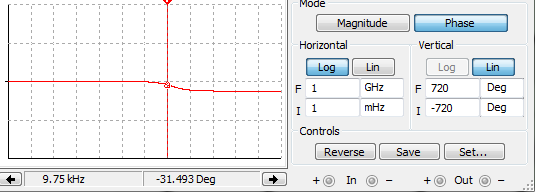 Mode
Magnitude Phase
Horizontal Vertical
Log Lin Log Lin
F 1 GHz F 720 Deg
I 1 mHz I -720 Deg
Controls
Reverse Save Set...
9.75 kHz -31.493 Deg
+ In - + Out -